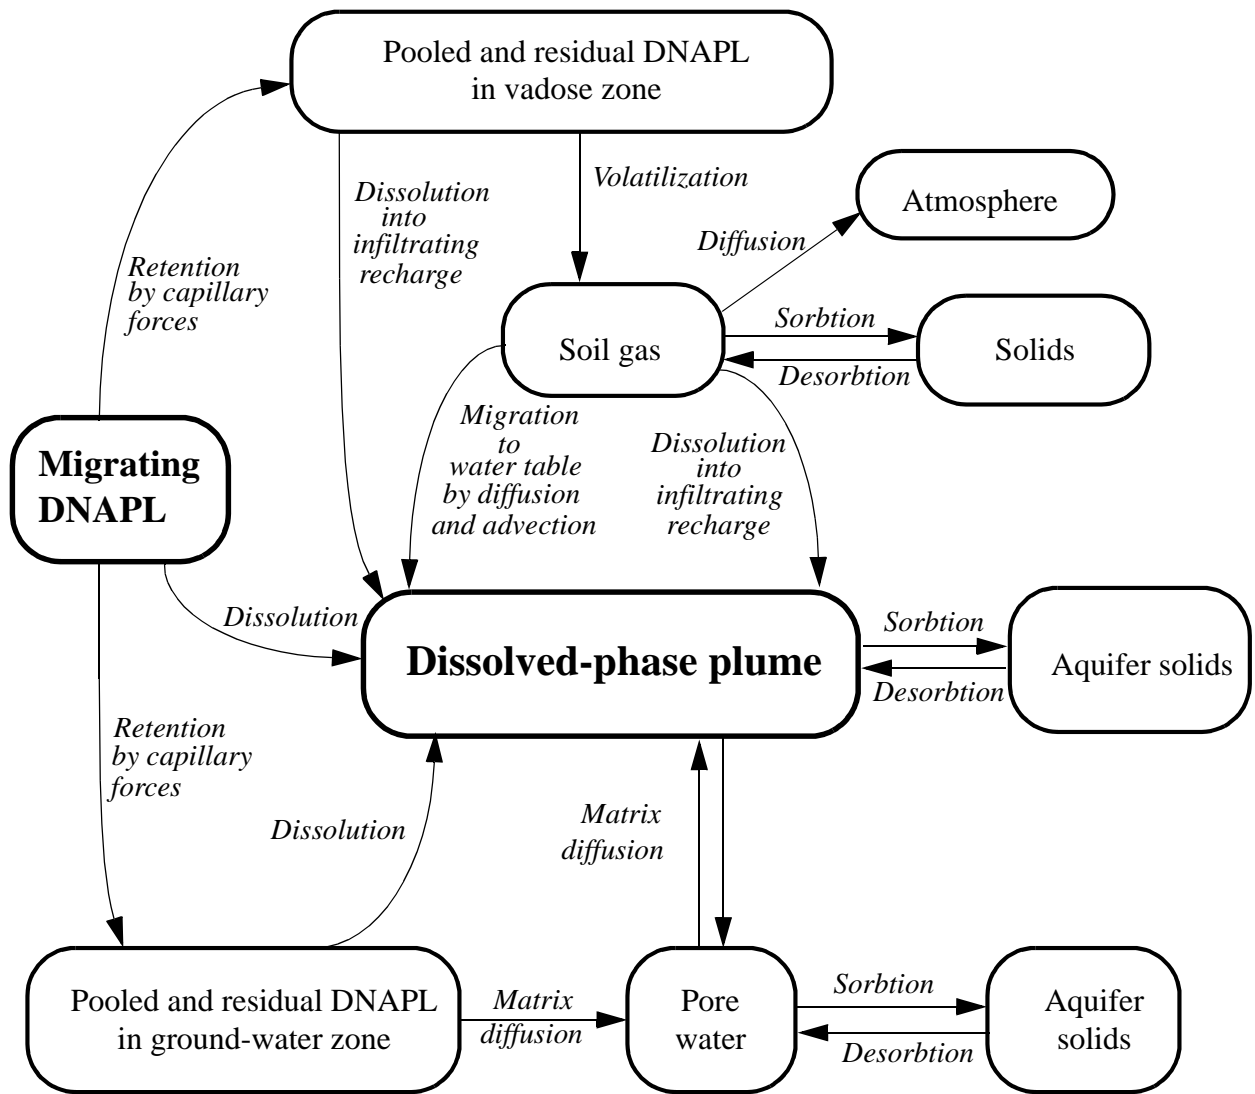 Pooled and residual DNAPL
in vadose zone
Volatilization
Dissolution
into
infiltrating
recharge
Atmosphere
Diffusion
Retention
by capillary
forces
Sorbtion
Soil gas
Solids
Desorbtion
Migration
to
water table
by diffusion
and advection
Dissolution
into
infiltrating
recharge
Migrating
DNAPL
Dissolution
Dissolved-phase plume
Sorbtion
Aquifer solids
Desorbtion
Retention
by capillary
forces
Dissolution
Matrix
diffusion
Pooled and residual DNAPL
in ground-water zone
Matrix
diffusion
Pore
water
Sorbtion
Desorbtion
Aquifer
solids